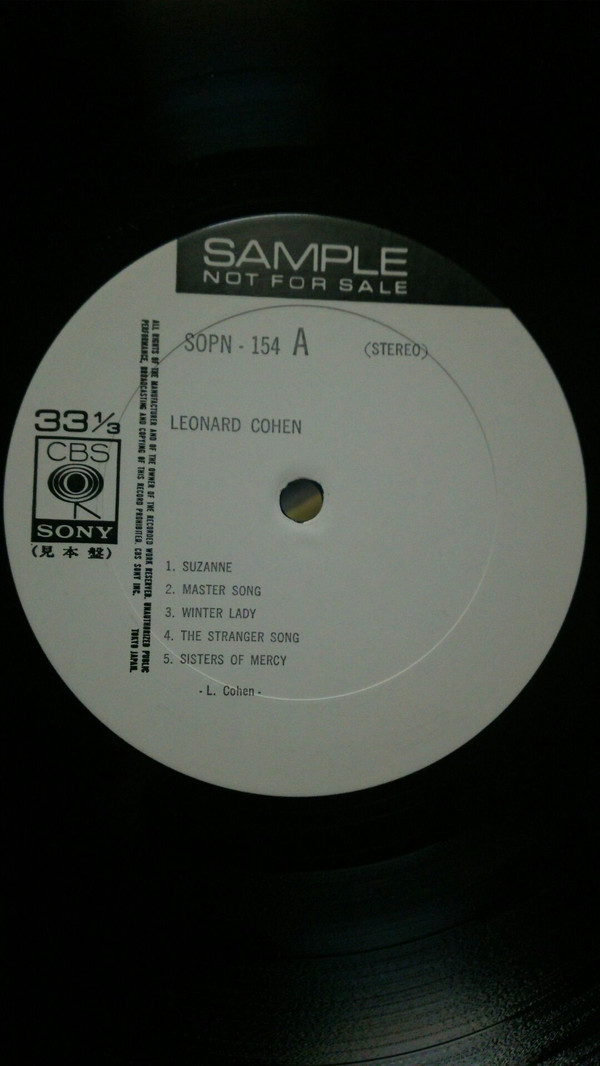 SAMPLE
NOT FOR SALE
SOPN - 154 A (STEREO)
33 1/3
CBS
SONY
(見本盤)
ALL RIGHTS OF THE MANUFACTURER AND OF THE OWNER OF THE RECORDED WORK RESERVED. UNAUTHORIZED PUBLIC
PERFORMANCE, BROADCASTING AND COPYING OF THIS RECORD PROHIBITED. CBS SONY INC. TOKYO JAPAN.
LEONARD COHEN
1. SUZANNE
2. MASTER SONG
3. WINTER LADY
4. THE STRANGER SONG
5. SISTERS OF MERCY
- L. Cohen -